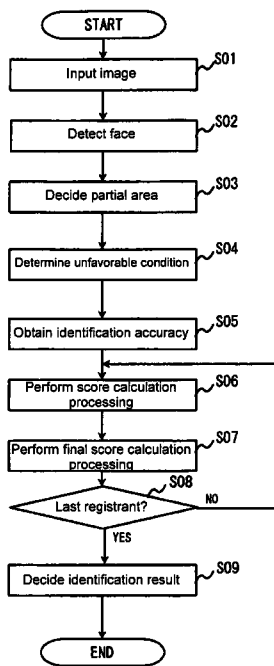 START
S01
Input image
S02
Detect face
S03
Decide partial area
S04
Determine unfavorable condition
S05
Obtain identification accuracy
S06
Perform score calculation
processing
S07
Perform final score calculation
processing
S08
Last registrant?
NO
YES
S09
Decide identification result
END